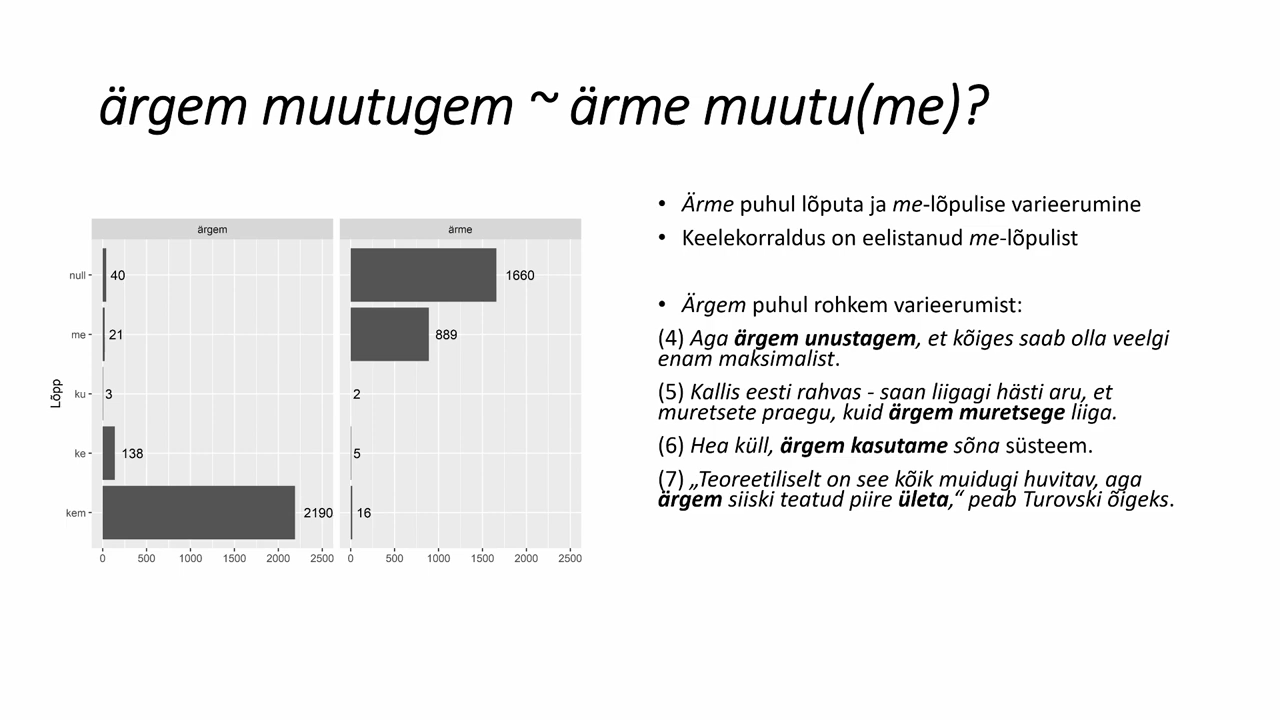 ärgem muutugem ~ ärme muutu(me)?
ärgem
ärme
Lõpp
null
40
1660
me
21
889
ku
3
2
ke
138
5
kem
2190
16
0 500 1000 1500 2000 2500
0 500 1000 1500 2000 2500
• Ärme puhul lõputa ja me-lõpulise varieerumine
• Keelekorraldus on eelistanud me-lõpulist
• Ärgem puhul rohkem varieerumist:
(4) Aga ärgem unustagem, et kõiges saab olla veelgi
enam maksimalist.
(5) Kallis eesti rahvas - saan liigagi hästi aru, et
muretsete praegu, kuid ärgem muretsege liiga.
(6) Hea küll, ärgem kasutame sõna süsteem.
(7) „Teoreetiliselt on see kõik muidugi huvitav, aga
ärgem siiski teatud piire ületa,“ peab Turovski õigeks.